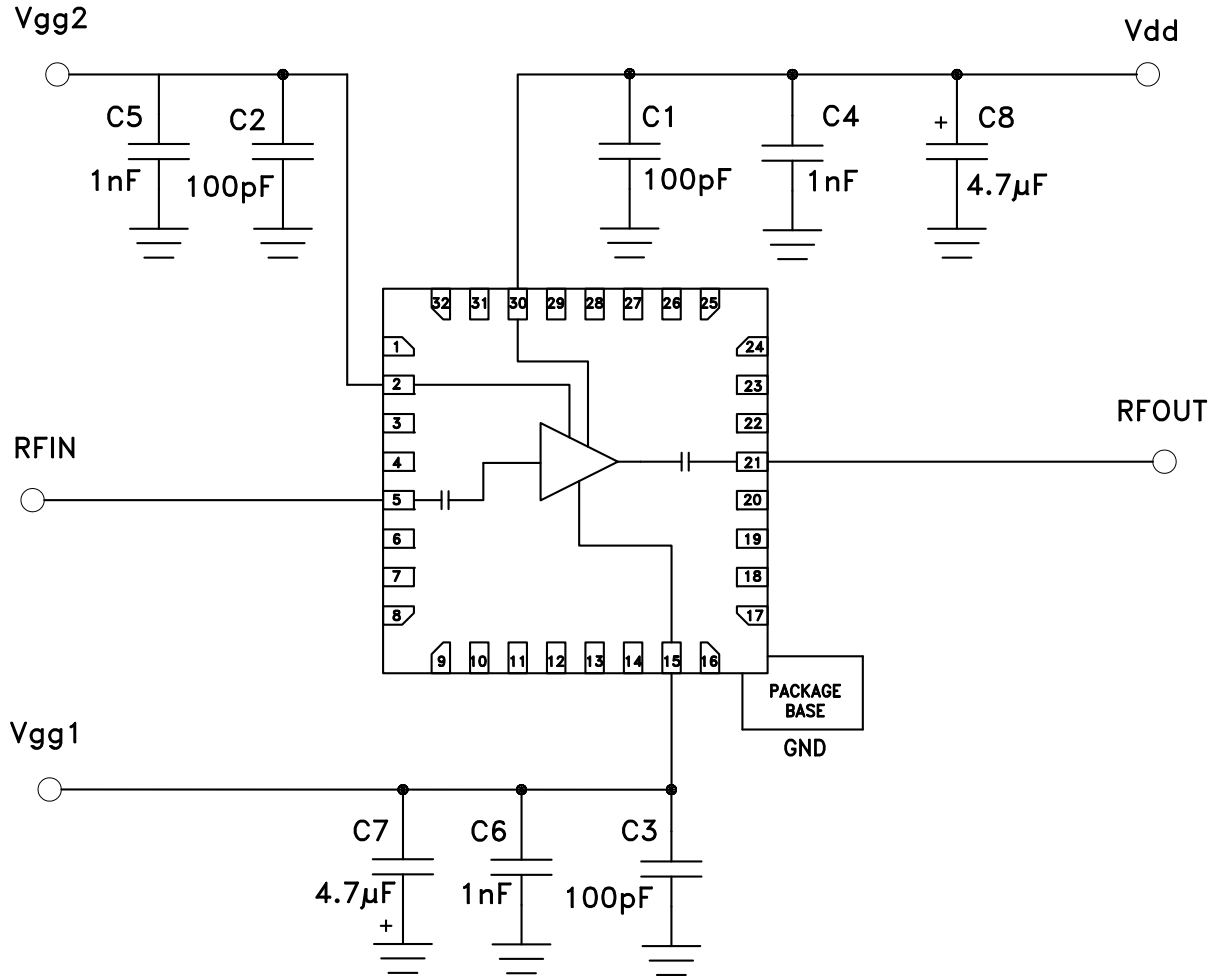 Vgg2
Vdd
C5
C2
C1
C4
+ C8
1nF
100pF
100pF
1nF
4.7µF
32 31 30 29 28 27 26 25
1
24
2
23
3
22
RFOUT
RFIN
4
21
5
20
6
19
7
18
8
17
9 10 11 12 13 14 15 16
PACKAGE
BASE
GND
Vgg1
C7
C6
C3
4.7µF
1nF
100pF
+